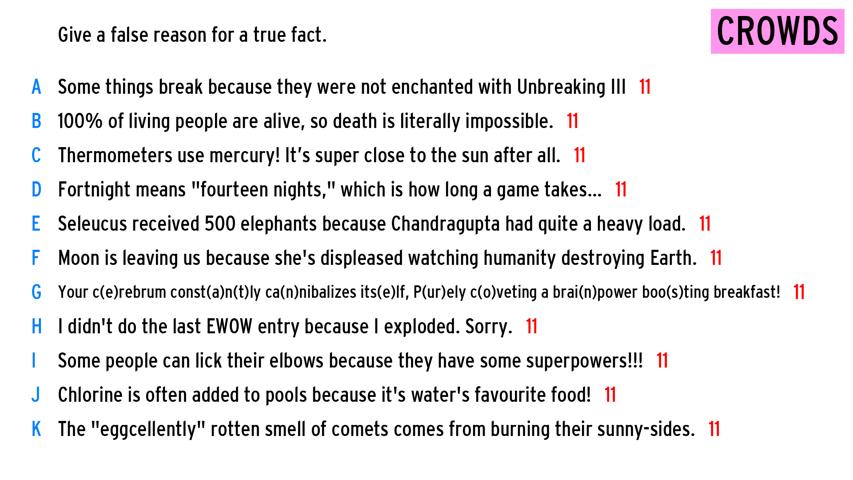 Give a false reason for a true fact.
CROWDS
A Some things break because they were not enchanted with Unbreaking III 11
B 100% of living people are alive, so death is literally impossible. 11
C Thermometers use mercury! It's super close to the sun after all. 11
D Fortnight means "fourteen nights," which is how long a game takes... 11
E Seleucus received 500 elephants because Chandragupta had quite a heavy load. 11
F Moon is leaving us because she's displeased watching humanity destroying Earth. 11
G Your c(e)rebrum const(a)n(t)ly ca(n)nibalizes its(e)lf, P(ur)ely c(o)veting a brai(n)power boo(s)ting breakfast! 11
H I didn't do the last EWOW entry because I exploded. Sorry. 11
I Some people can lick their elbows because they have some superpowers!!! 11
J Chlorine is often added to pools because it's water's favourite food! 11
K The "eggcellently" rotten smell of comets comes from burning their sunny-sides. 11